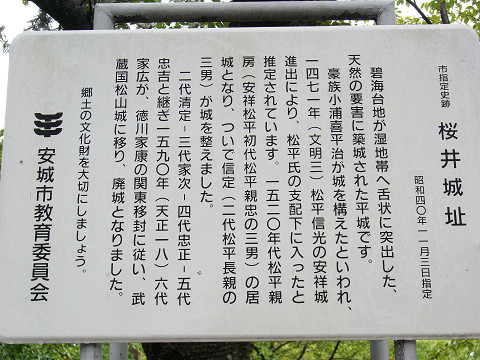 市指定史跡
桜井城址
昭和四〇年一一月三日指定
碧海台地が湿地帯へ舌状に突出した、
天然の要害に築城された平城です。
豪族小浦喜平治が城を構えたといわれ、
一四七一年（文明三）松平信光の安祥城
進出により、松平氏の支配下に入ったと
推定されています。一五二〇年代松平親
房（安祥松平初代松平親忠の三男）の居
城となり、ついで信定（二代松平長親の
三男）が城を整えました。
二代清定－三代家次－四代忠正－五代
忠吉と継ぎ一五九〇年（天正一八）六代
家広が、徳川家康の関東移封に従い、武
蔵国松山城に移り、廃城となりました。
郷土の文化財を大切にしましょう。
安城市教育委員会